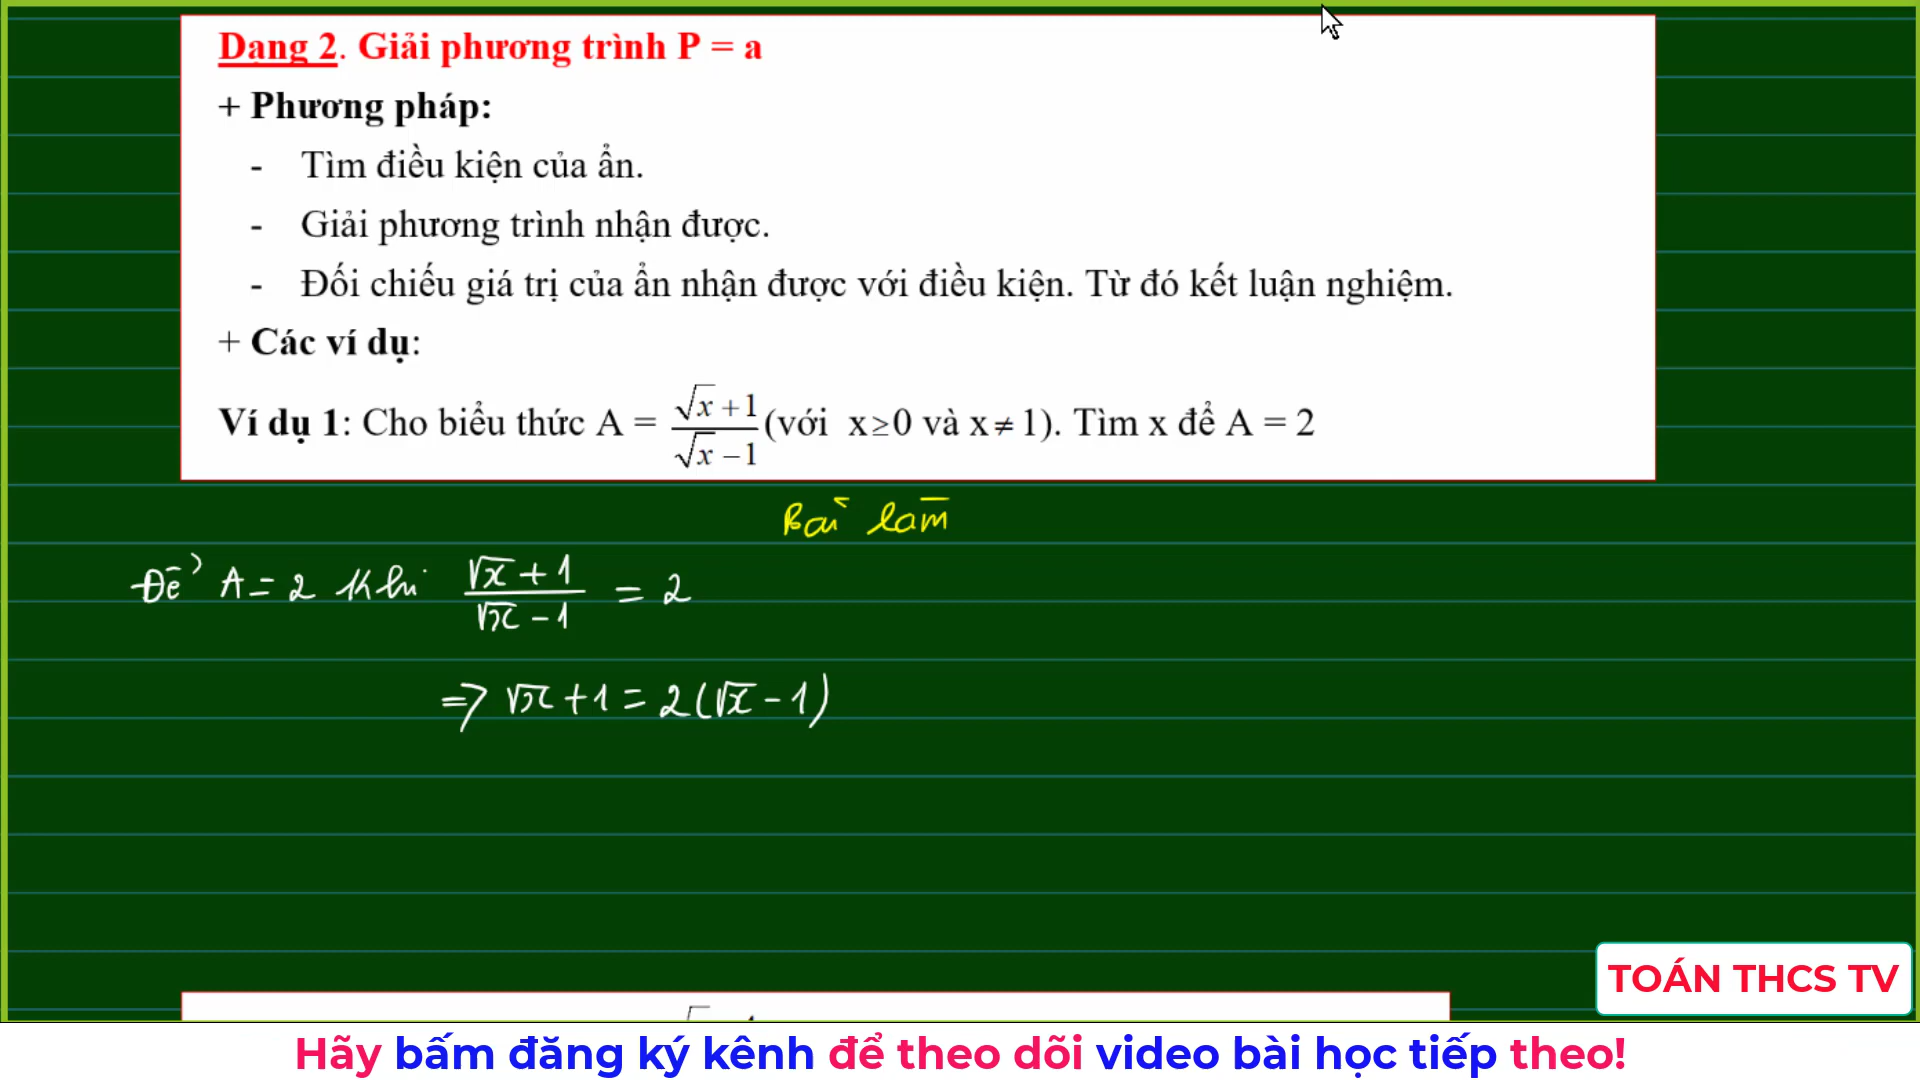 Dạng 2. Giải phương trình P = a
+ Phương pháp:
- Tìm điều kiện của ẩn.
- Giải phương trình nhận được.
- Đối chiếu giá trị của ẩn nhận được với điều kiện. Từ đó kết luận nghiệm.
+ Các ví dụ:
Ví dụ 1: Cho biểu thức A = (√x + 1)/(√x − 1) (với x ≥ 0 và x ≠ 1). Tìm x để A = 2
Bài làm
Để A = 2 khi (√x + 1)/(√x − 1) = 2
⇒ √x + 1 = 2(√x − 1)
TOÁN THCS TV
Hãy bấm đăng ký kênh để theo dõi video bài học tiếp theo!